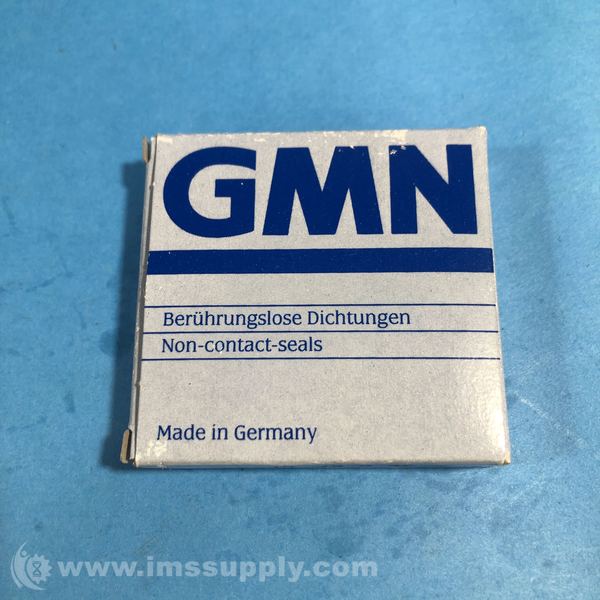 GMN
Berührungslose Dichtungen
Non-contact-seals
Made in Germany
www.imssupply.com